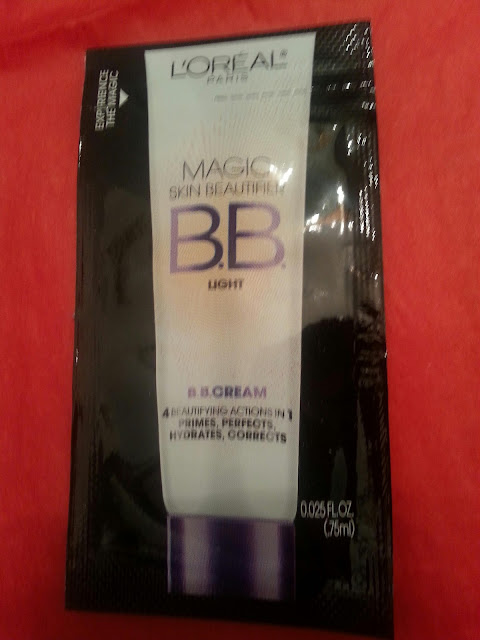 EXPERIENCE
THE MAGIC
L'ORÉAL
PARIS
MAGIC
SKIN BEAUTIFIER
B.B.
LIGHT
B.B.CREAM
4 BEAUTIFYING ACTIONS IN 1
PRIMES, PERFECTS,
HYDRATES, CORRECTS
0.025 FL.OZ.
(.75ml)